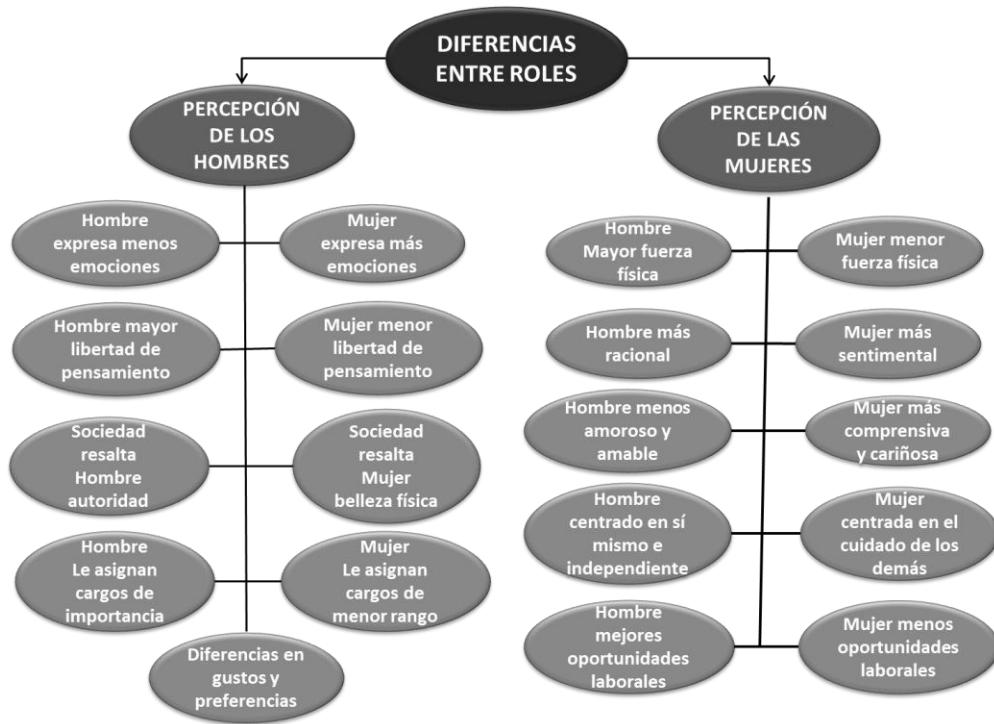 DIFERENCIAS
ENTRE ROLES
PERCEPCIÓN
DE LOS
HOMBRES
Hombre
expresa menos
emociones
Mujer
expresa más
emociones
Hombre mayor
libertad de
pensamiento
Mujer menor
libertad de
pensamiento
Sociedad
resalta
Hombre
autoridad
Sociedad
resalta
Mujer
belleza física
Hombre
Le asignan
cargos de
importancia
Mujer
Le asignan
cargos de
menor rango
Diferencias en
gustos y
preferencias
PERCEPCIÓN
DE LAS
MUJERES
Hombre
Mayor fuerza
física
Mujer menor
fuerza física
Hombre más
racional
Mujer más
sentimental
Hombre menos
amoroso y
amable
Mujer más
comprensiva
y cariñosa
Hombre
centrado en sí
mismo e
independiente
Mujer
centrada en el
cuidado de los
demás
Hombre
mejores
oportunidades
laborales
Mujer menos
oportunidades
laborales